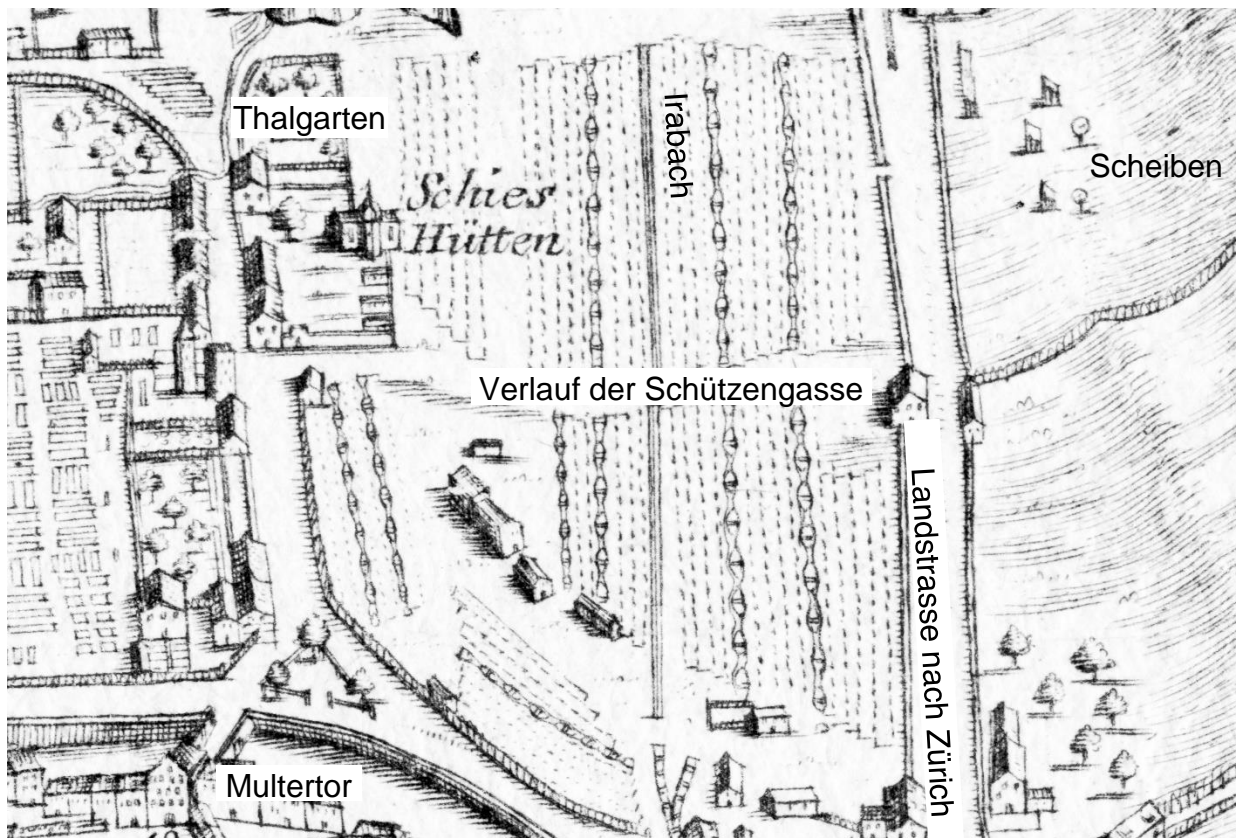 Thalgarten
Irabach
Scheiben
Schies
Hütten
Verlauf der Schützengasse
Landstrasse nach Zürich
Multertor